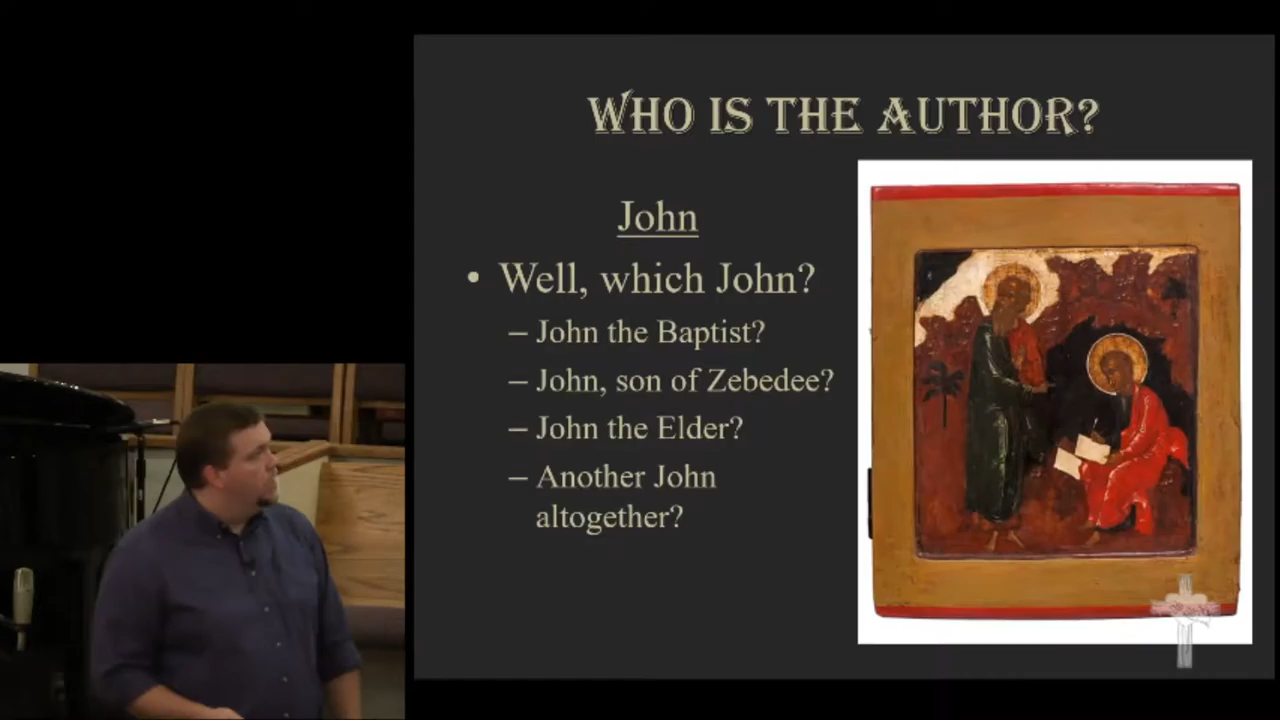 WHO IS THE AUTHOR?
John
• Well, which John?
– John the Baptist?
– John, son of Zebedee?
– John the Elder?
– Another John
altogether?